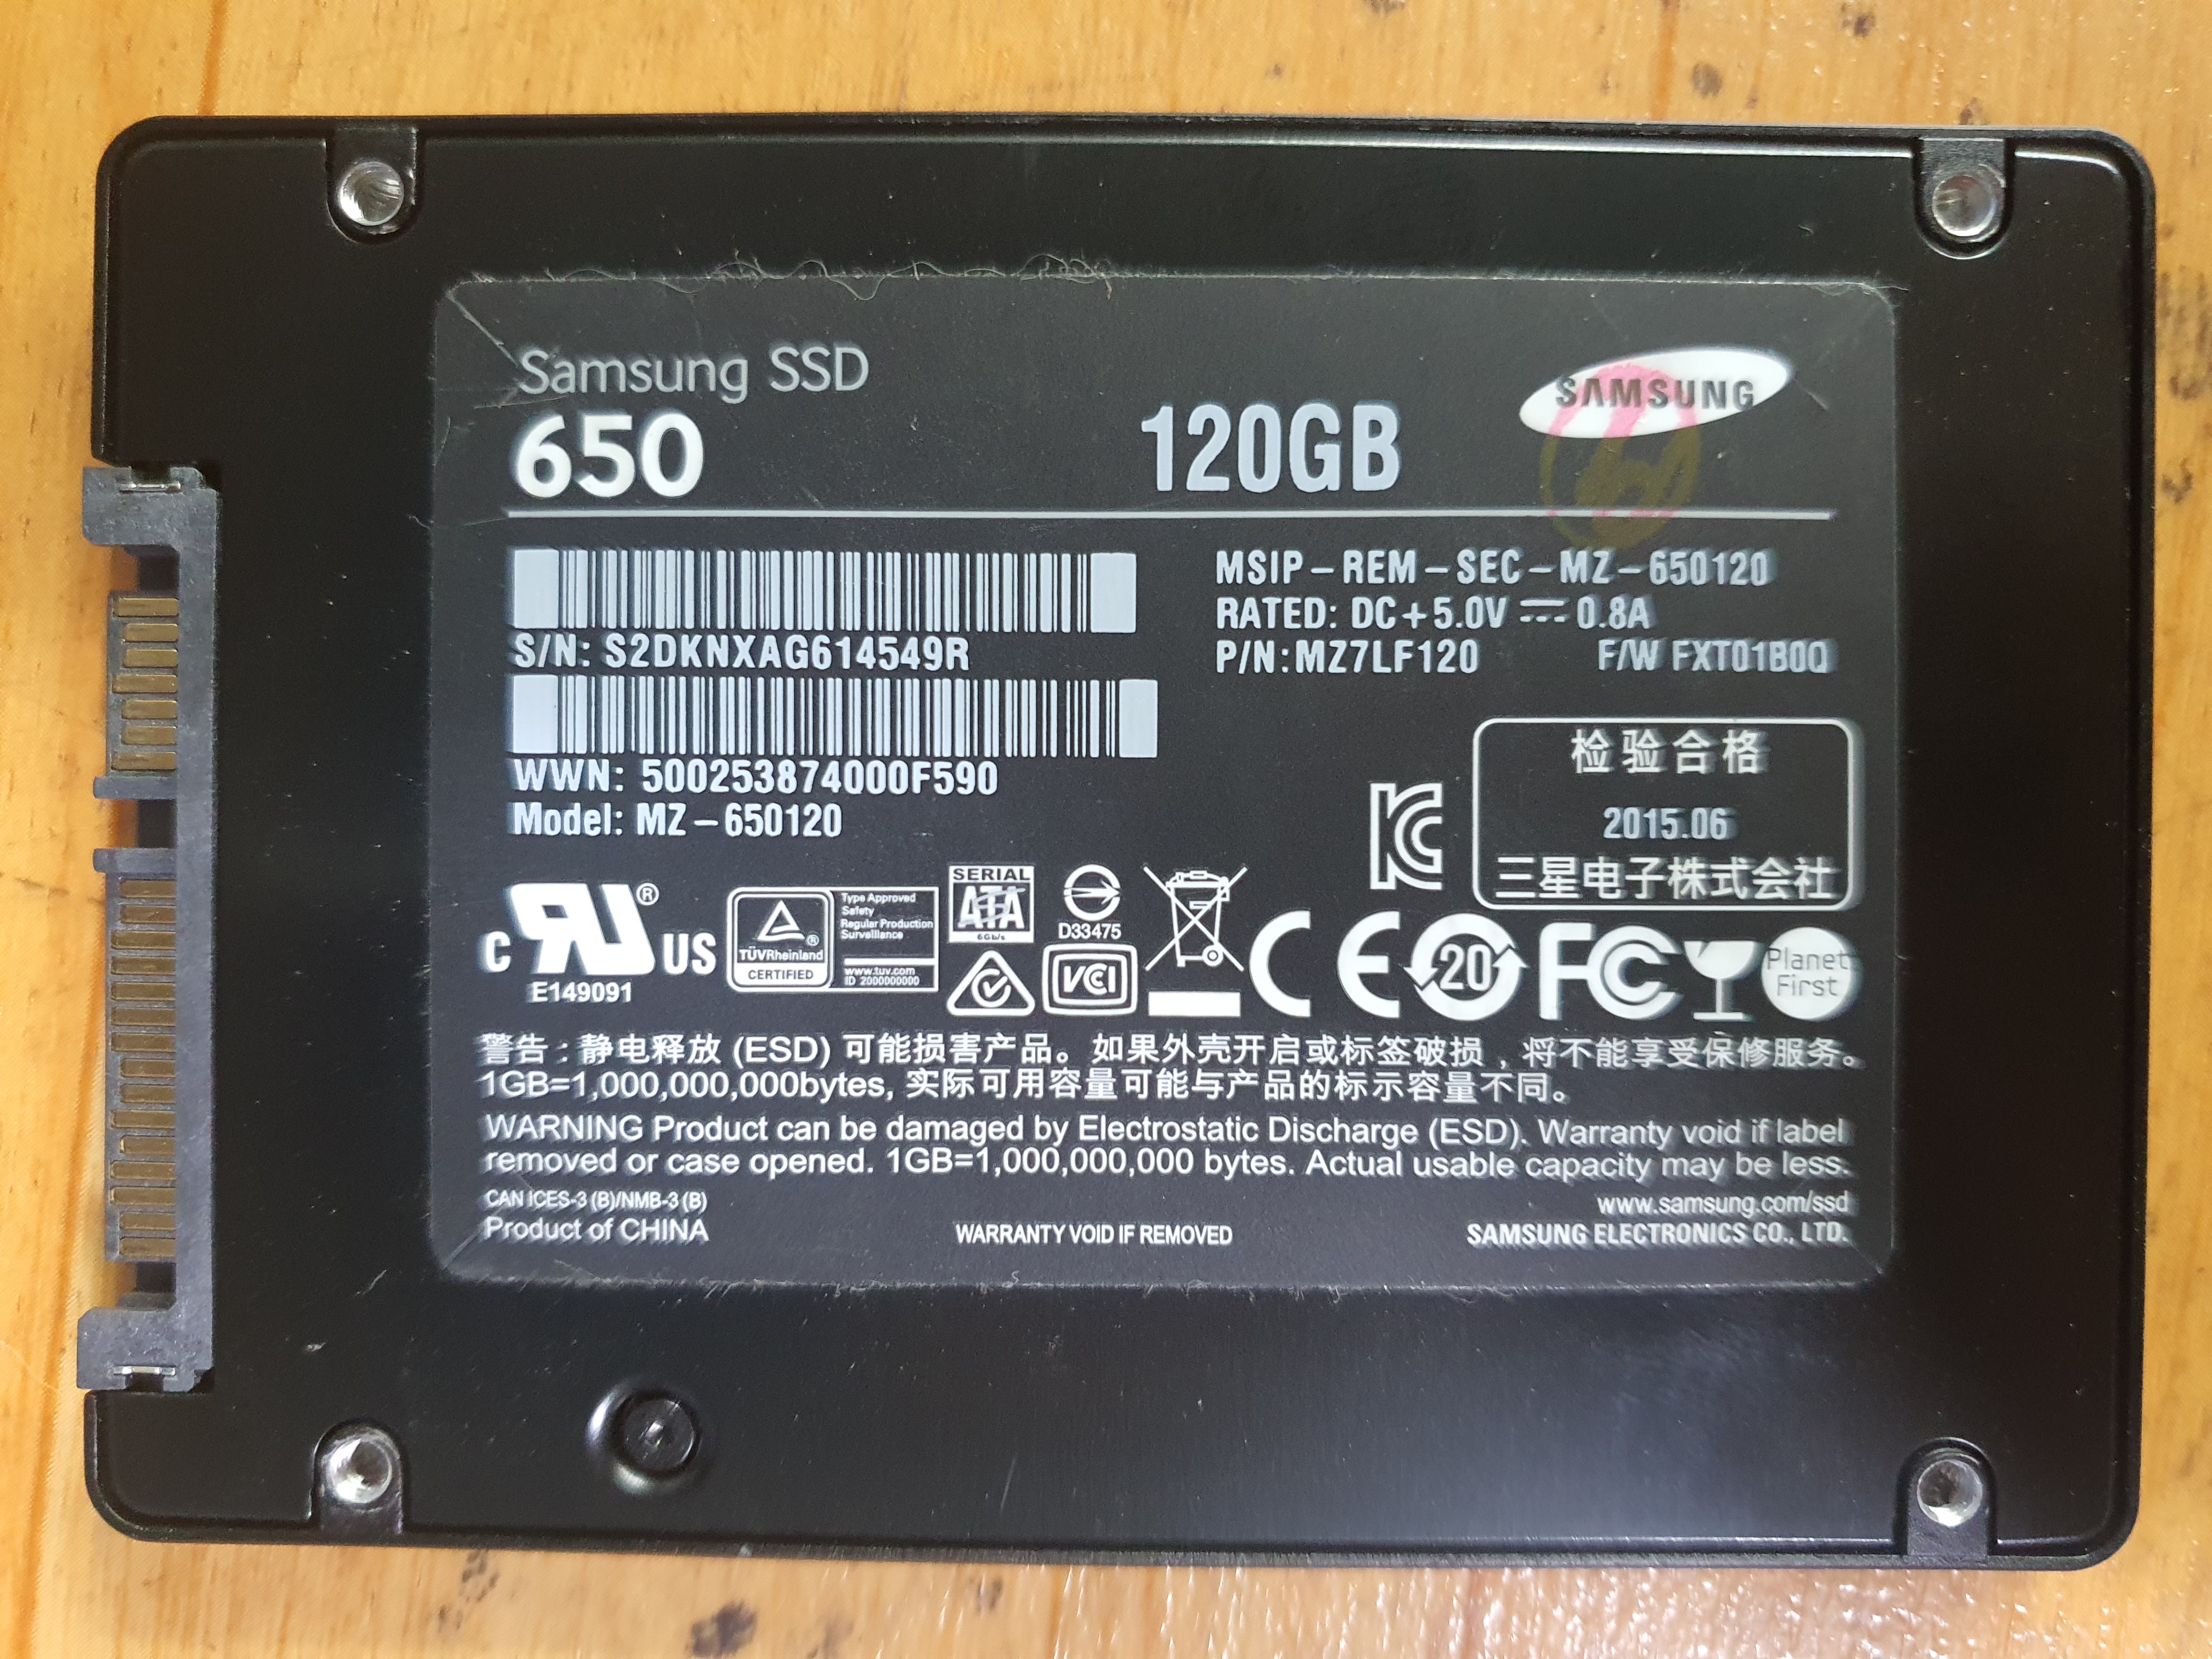 Samsung SSD
650
120GB
SAMSUNG
S/N: S2DKNXAG614549R
WWN: 500253874000F590
Model: MZ-650120
MSIP-REM-SEC-MZ-650120
RATED: DC+5.0V ⎓ 0.8A
P/N:MZ7LF120 F/W FXT01B0Q
检验合格
2015.06
三星电子株式会社
KC
C RU ® US
E149091
TÜVRheinland ®
CERTIFIED
Type Approved
Safety
Regular Production
Surveillance
www.tuv.com
ID 2000000000
SERIAL
ATA
6Gb/s
D33475
VCI
CE
20
FC
Planet
First
警告：静电释放 (ESD) 可能损害产品。如果外壳开启或标签破损，将不能享受保修服务。
1GB=1,000,000,000bytes, 实际可用容量可能与产品的标示容量不同。
WARNING Product can be damaged by Electrostatic Discharge (ESD). Warranty void if label
removed or case opened. 1GB=1,000,000,000 bytes. Actual usable capacity may be less.
CAN ICES-3 (B)/NMB-3 (B)
Product of CHINA
WARRANTY VOID IF REMOVED
www.samsung.com/ssd
SAMSUNG ELECTRONICS CO., LTD.